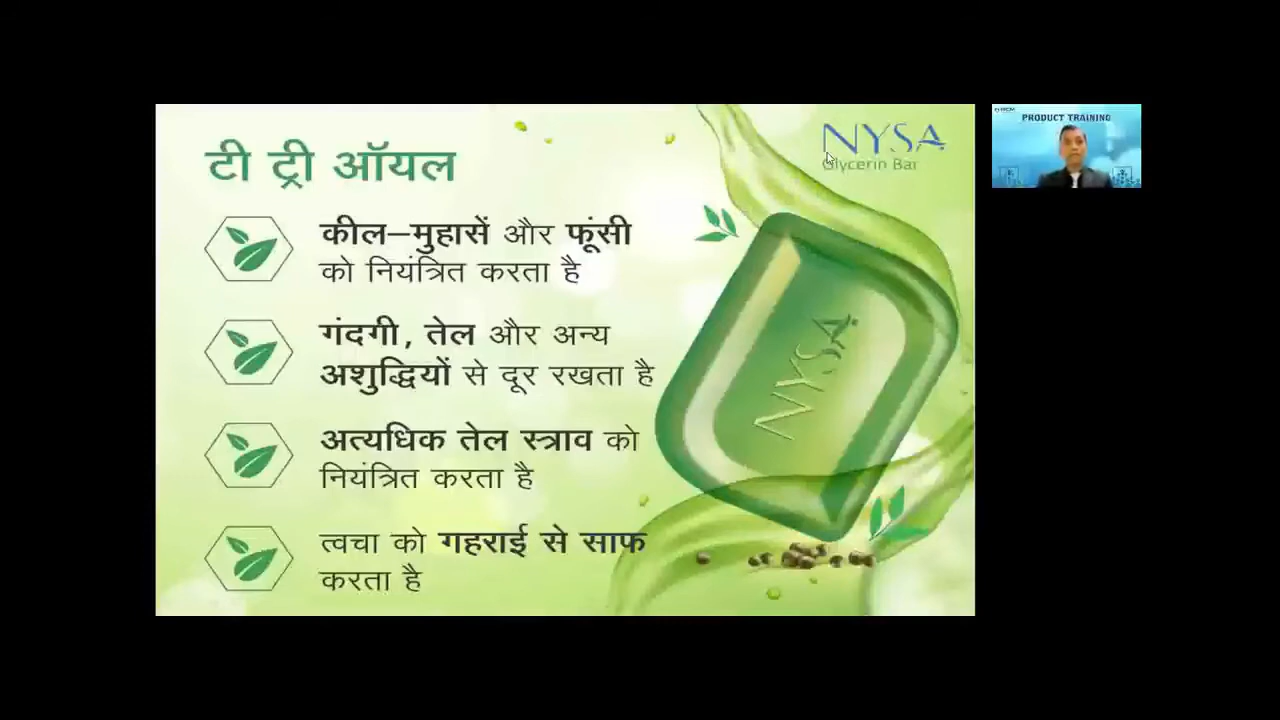 टी ट्री ऑयल
NYSA
Glycerin Bar
PRODUCT TRAINING
कील–मुहासें और फूंसी
को नियंत्रित करता है
गंदगी, तेल और अन्य
अशुद्धियों से दूर रखता है
अत्यधिक तेल स्त्राव को
नियंत्रित करता है
त्वचा को गहराई से साफ
करता है
NYSA